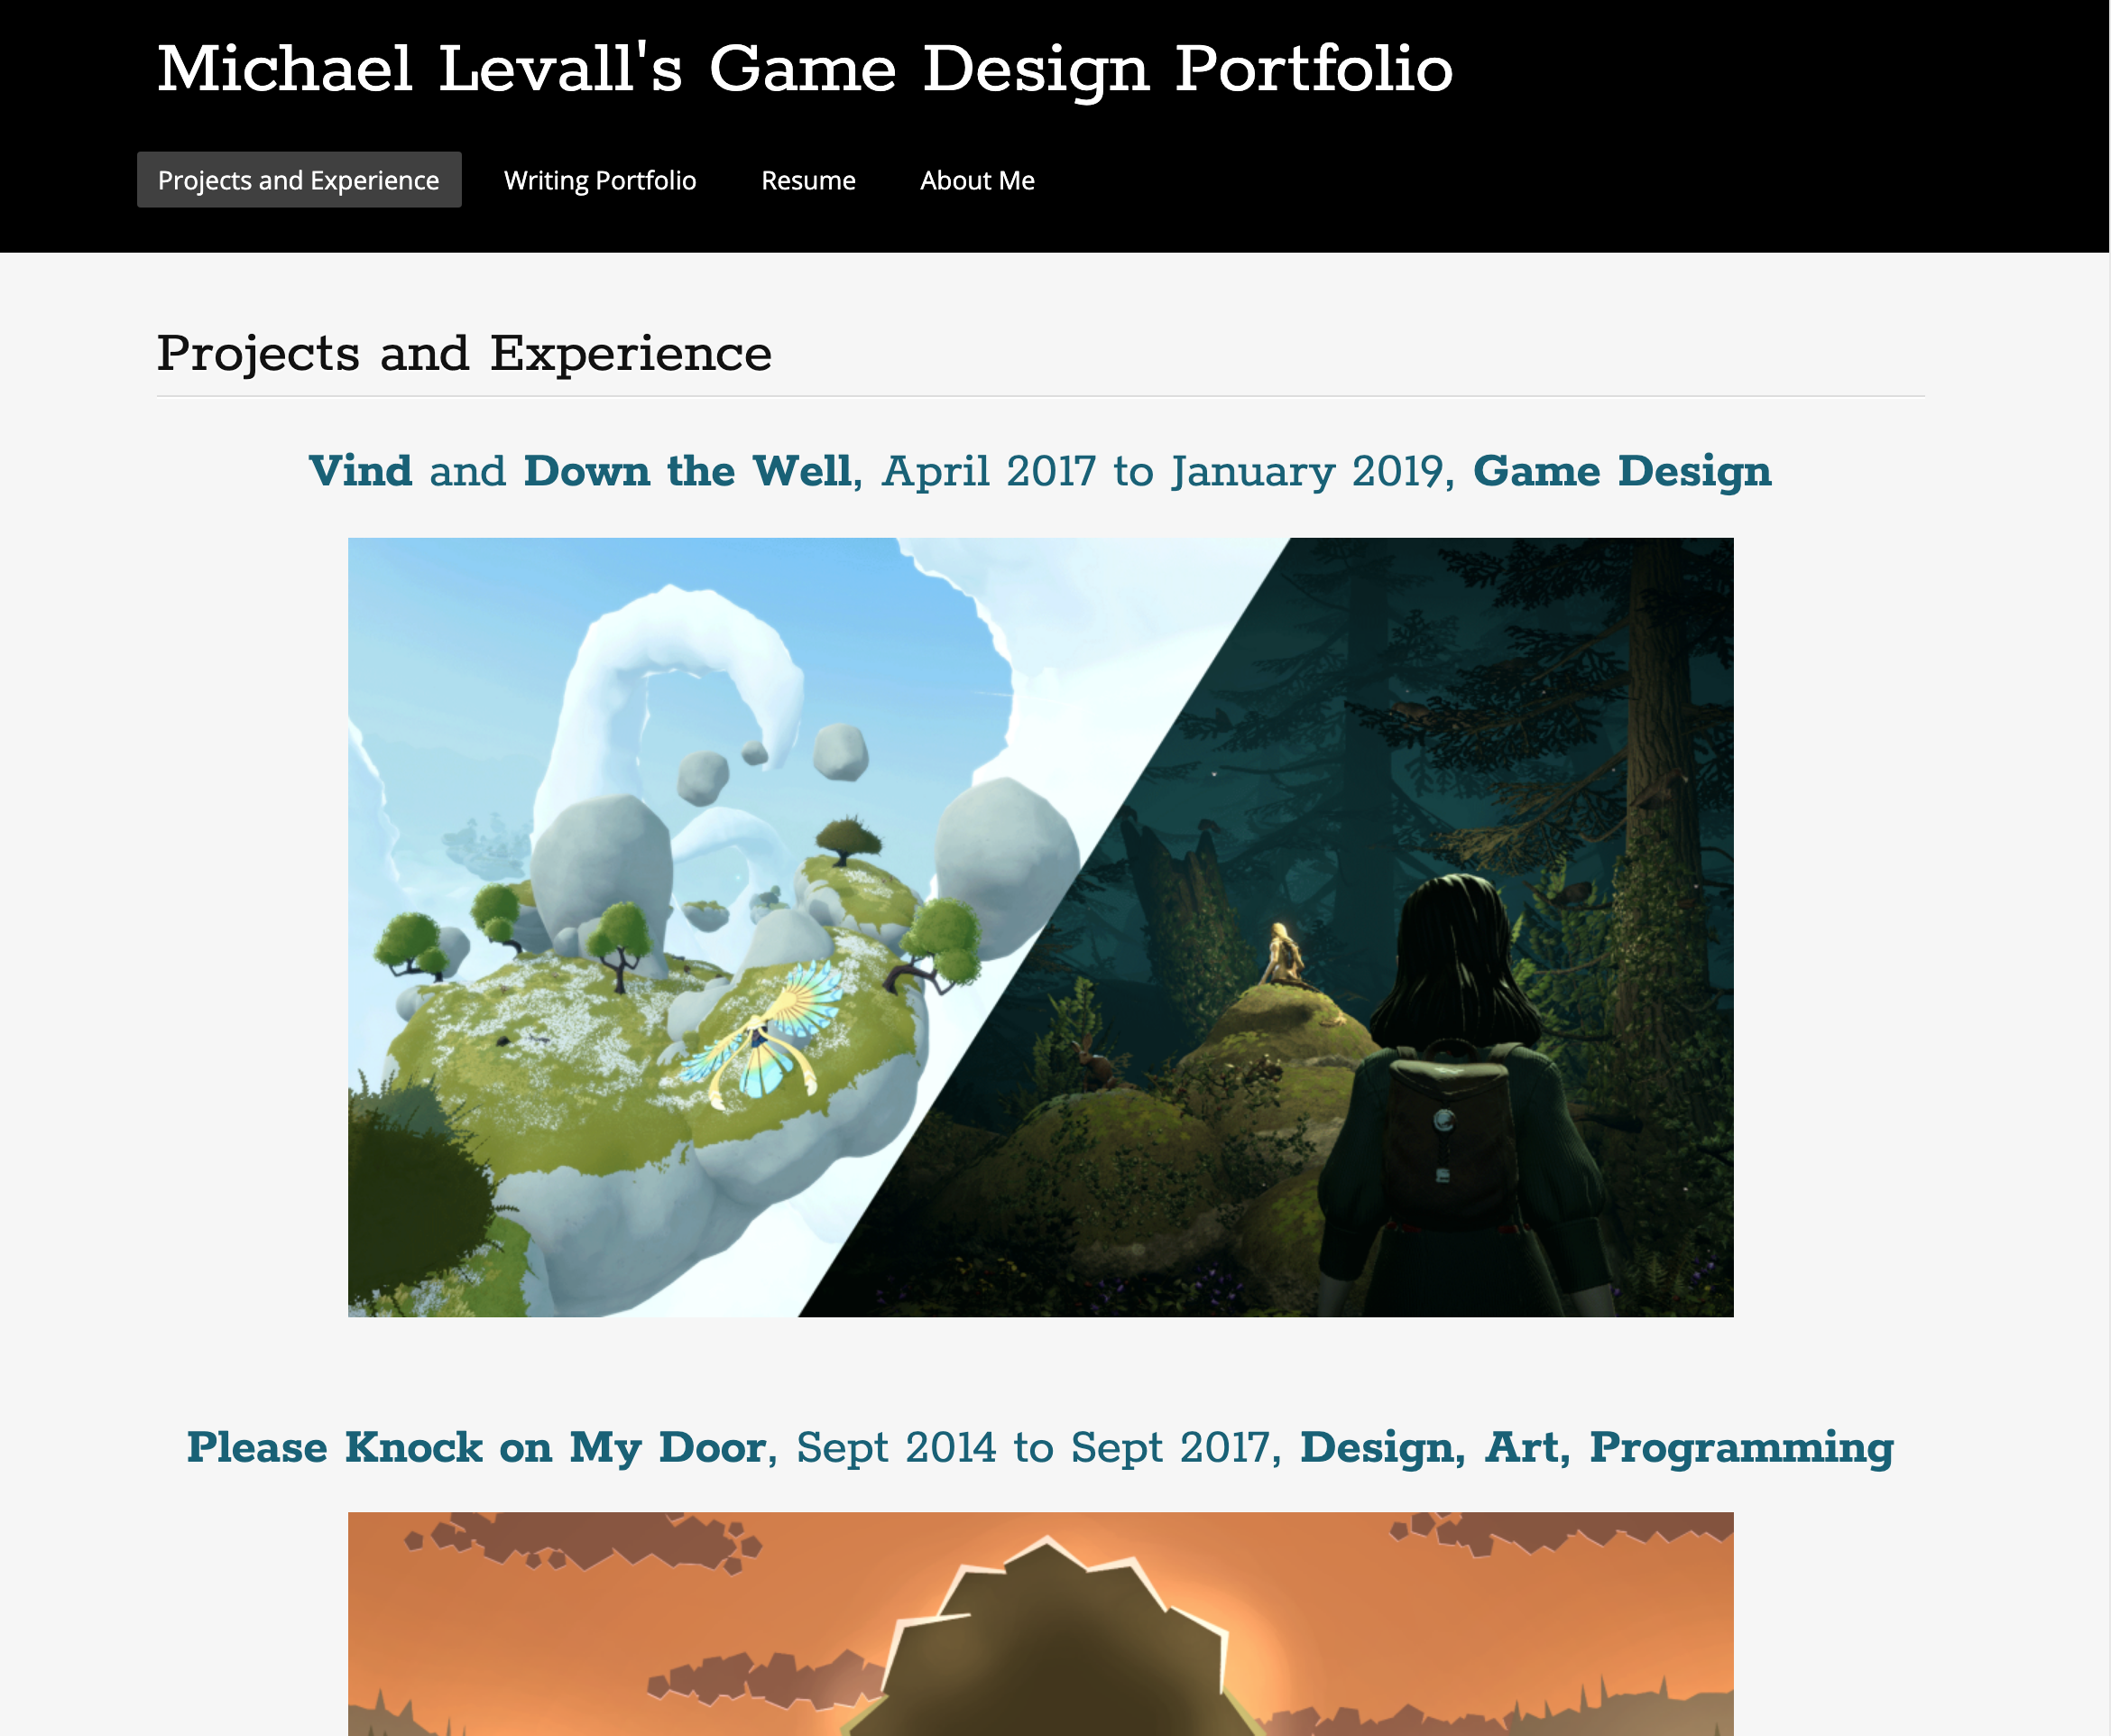 Michael Levall's Game Design Portfolio
Projects and Experience Writing Portfolio Resume About Me
Projects and Experience
Vind and Down the Well, April 2017 to January 2019, Game Design
Please Knock on My Door, Sept 2014 to Sept 2017, Design, Art, Programming